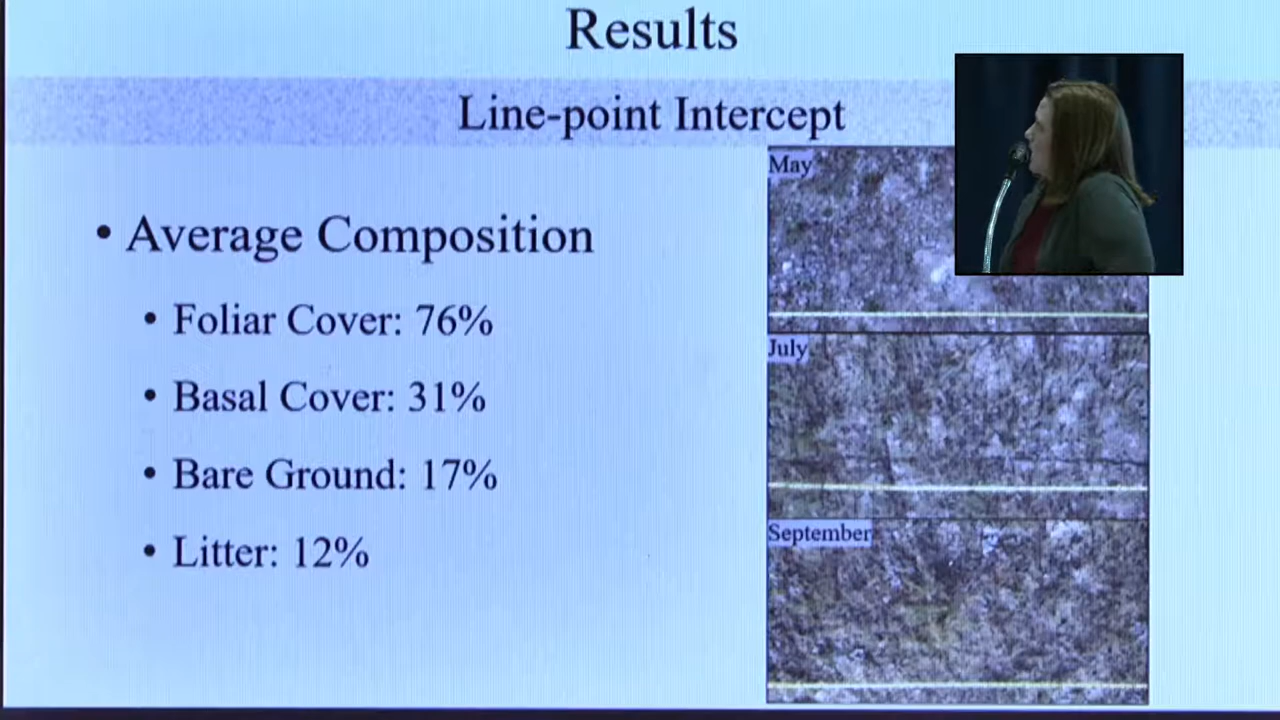 Results
Line-point Intercept
• Average Composition
• Foliar Cover: 76%
• Basal Cover: 31%
• Bare Ground: 17%
• Litter: 12%
May
July
September